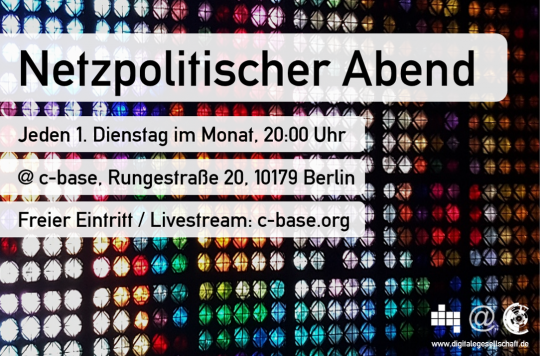 Netzpolitischer Abend
Jeden 1. Dienstag im Monat, 20:00 Uhr
@ c-base, Rungestraße 20, 10179 Berlin
Freier Eintritt / Livestream: c-base.org
@
www.digitalegesellschaft.de